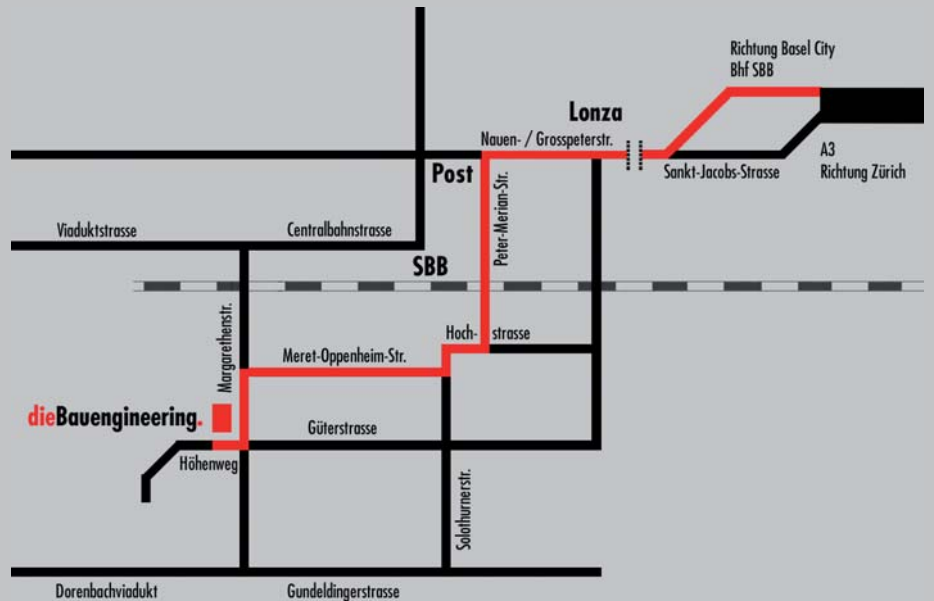 Richtung Basel City
Bhf SBB
Lonza
Nauen- / Grosspeterstr.
A3
Richtung Zürich
Sankt-Jacobs-Strasse
Post
Peter-Merian-Str.
Viaduktstrasse
Centralbahnstrasse
SBB
Margarethenstr.
Hoch- strasse
Meret-Oppenheim-Str.
dieBauengineering.
Güterstrasse
Höhenweg
Solothurnerstr.
Dorenbachviadukt
Gundeldingerstrasse